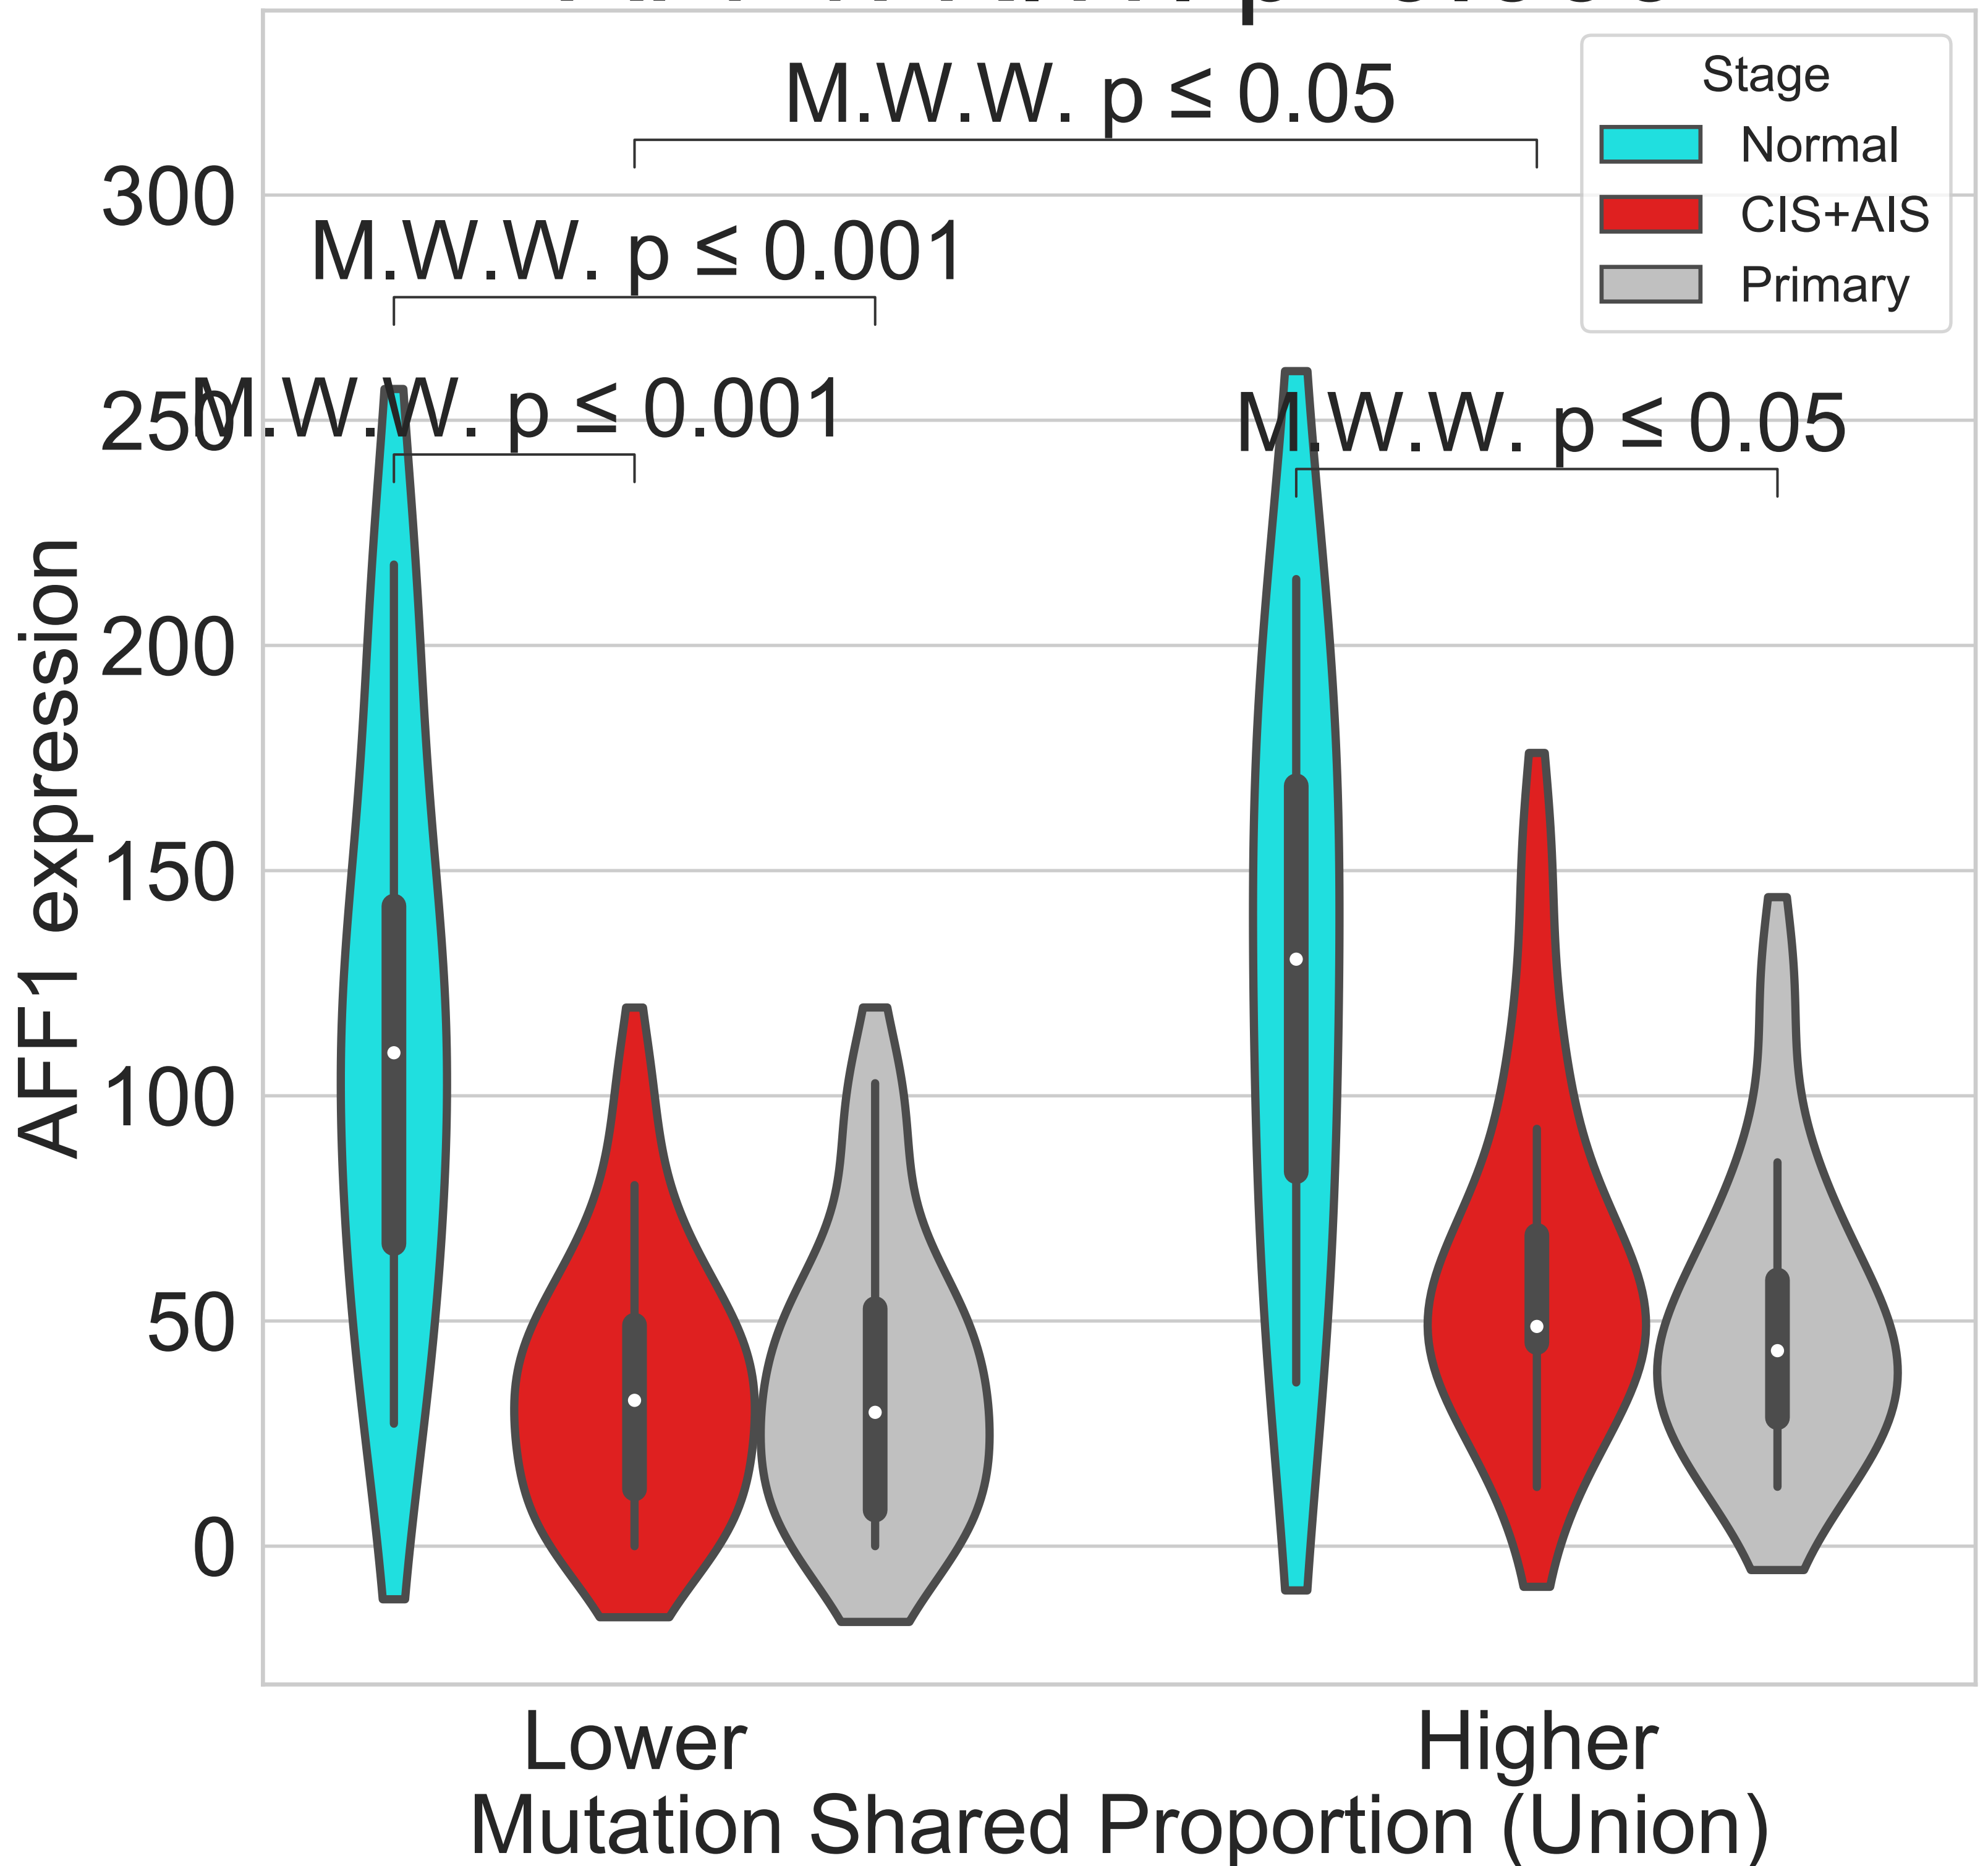 M.W.W. p ≤ 0.05
Stage
Normal
CIS+AIS
Primary
M.W.W. p ≤ 0.001
M.W.W. p ≤ 0.001
M.W.W. p ≤ 0.05
300
250
200
150
100
50
0
AFF1 expression
Lower
Higher
Mutation Shared Proportion (Union)